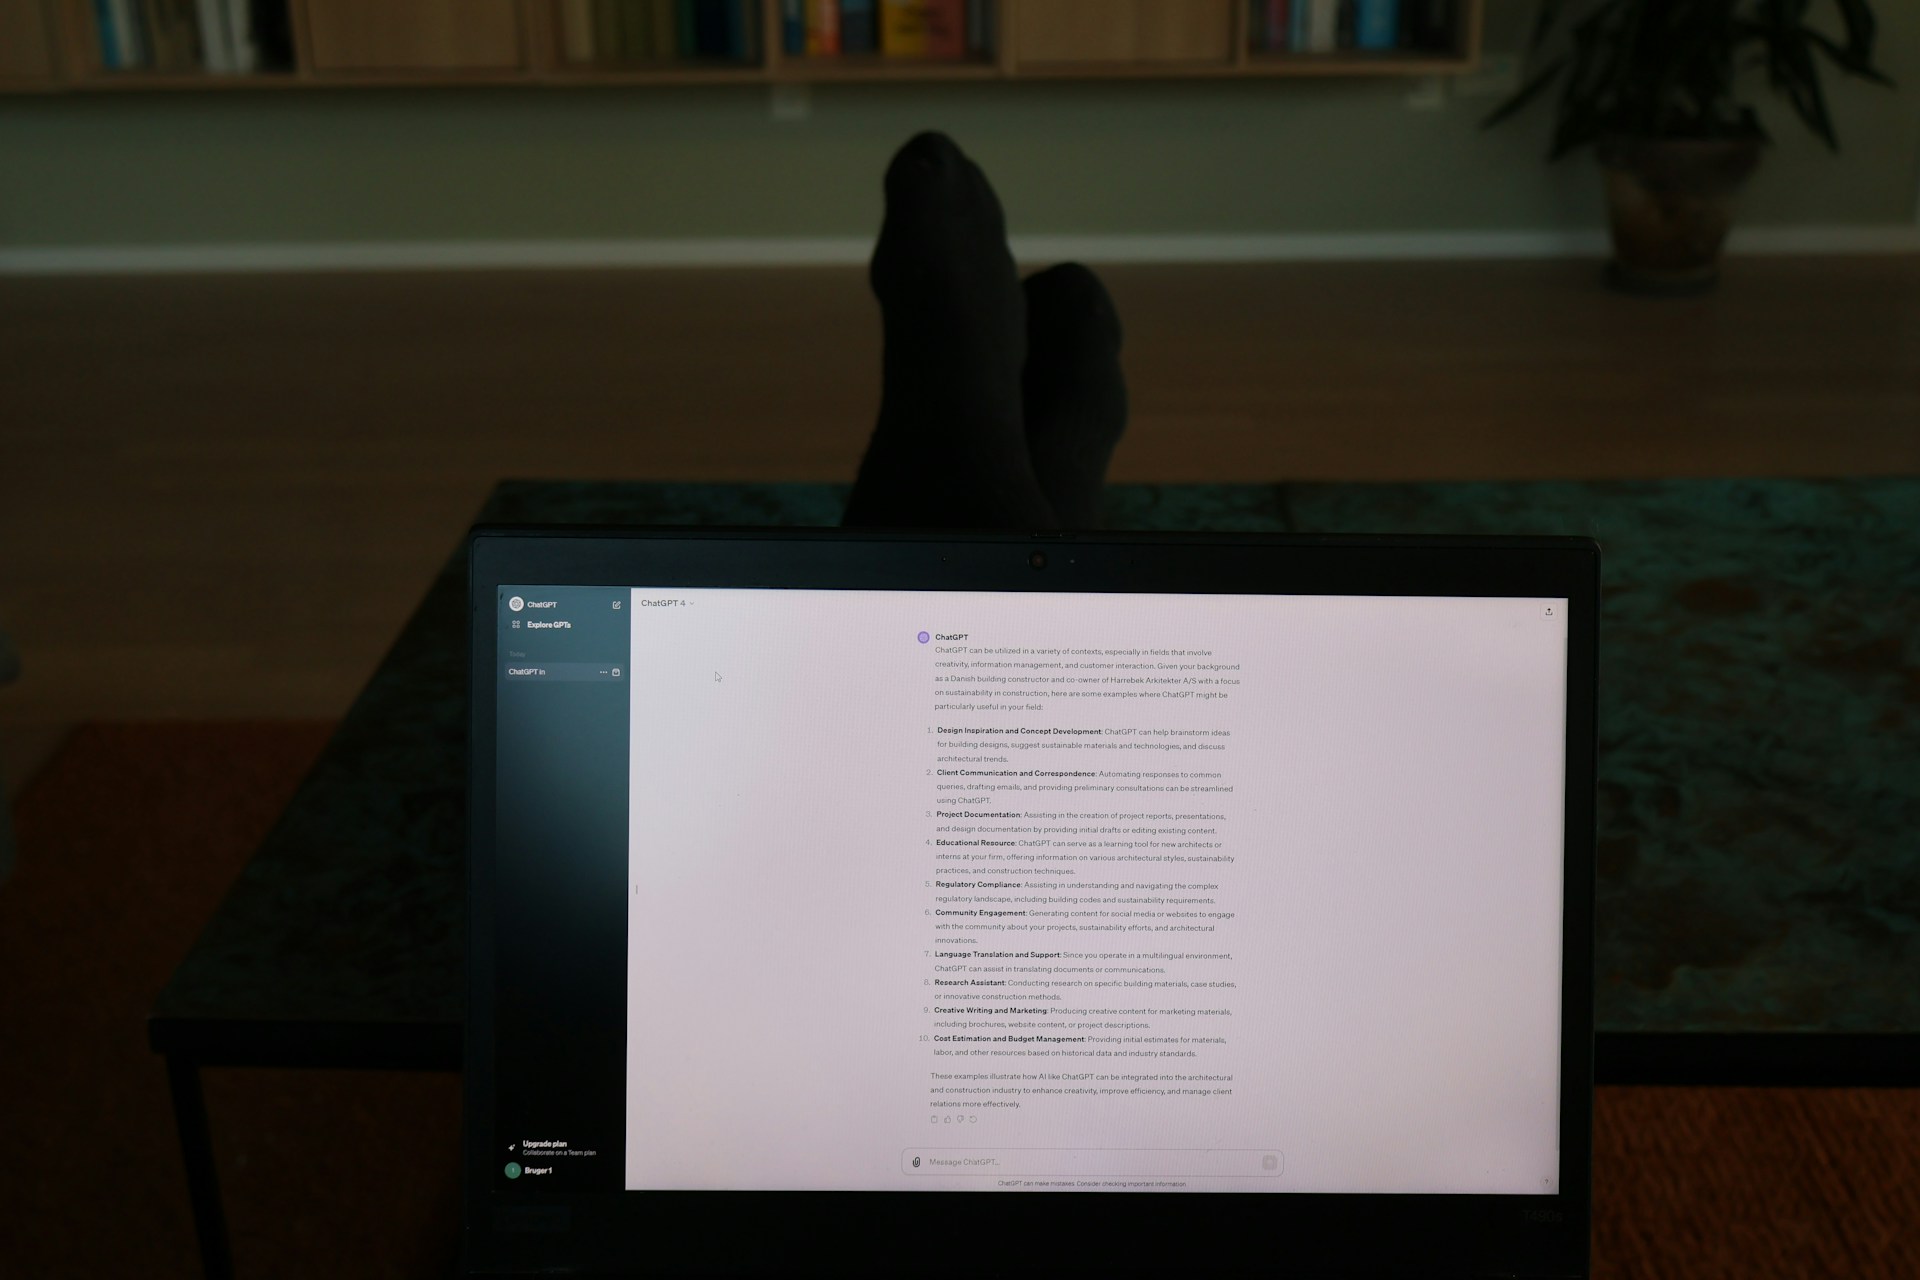 ChatGPT
Explore GPTs
Today
ChatGPT in
Upgrade plan
Collaborate on a Team plan
Bruger1
ChatGPT 4
ChatGPT
ChatGPT can be utilized in a variety of contexts, especially in fields that involve
creativity, information management, and customer interaction. Given your background
as a Danish building constructor and co-owner of Harrebek Arkitekter A/S with a focus
on sustainability in construction, here are some examples where ChatGPT might be
particularly useful in your field:
1. Design Inspiration and Concept Development: ChatGPT can help brainstorm ideas
for building designs, suggest sustainable materials and technologies, and discuss
architectural trends.
2. Client Communication and Correspondence: Automating responses to common
queries, drafting emails, and providing preliminary consultations can be streamlined
using ChatGPT.
3. Project Documentation: Assisting in the creation of project reports, presentations,
and design documentation by providing initial drafts or editing existing content.
4. Educational Resource: ChatGPT can serve as a learning tool for new architects or
interns at your firm, offering information on various architectural styles, sustainability
practices, and construction techniques.
5. Regulatory Compliance: Assisting in understanding and navigating the complex
regulatory landscape, including building codes and sustainability requirements.
6. Community Engagement: Generating content for social media or websites to engage
with the community about your projects, sustainability efforts, and architectural
innovations.
7. Language Translation and Support: Since you operate in a multilingual environment,
ChatGPT can assist in translating documents or communications.
8. Research Assistant: Conducting research on specific building materials, case studies,
or innovative construction methods.
9. Creative Writing and Marketing: Producing creative content for marketing materials,
including brochures, website content, or project descriptions.
10. Cost Estimation and Budget Management: Providing initial estimates for materials,
labor, and other resources based on historical data and industry standards.
These examples illustrate how AI like ChatGPT can be integrated into the architectural
and construction industry to enhance creativity, improve efficiency, and manage client
relations more effectively.
Message ChatGPT...
ChatGPT can make mistakes. Consider checking important information.
T490s